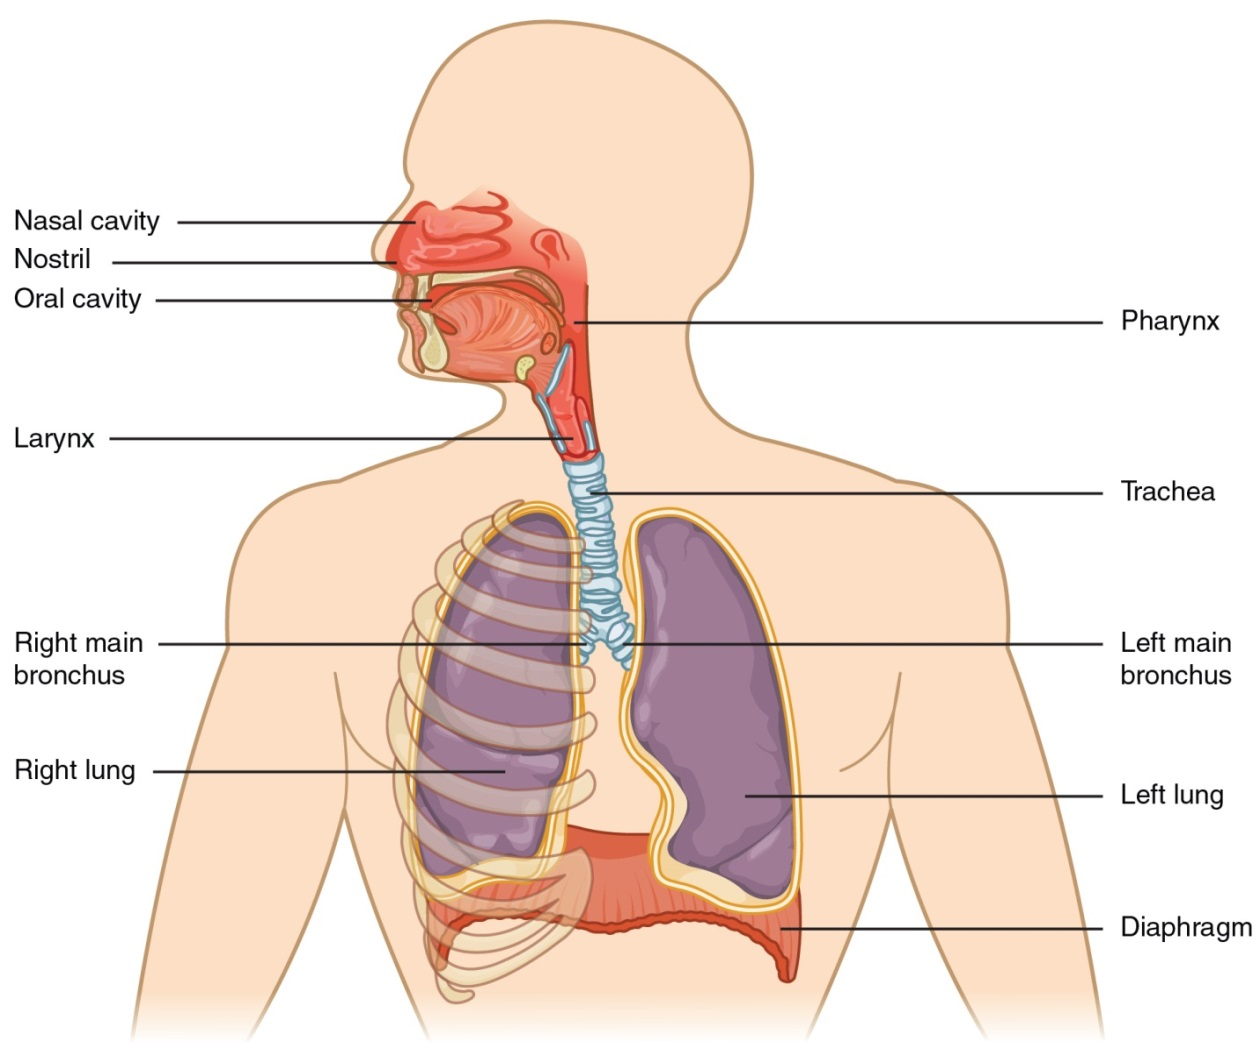 Nasal cavity
Nostril
Oral cavity
Pharynx
Larynx
Trachea
Right main
bronchus
Left main
bronchus
Right lung
Left lung
Diaphragm